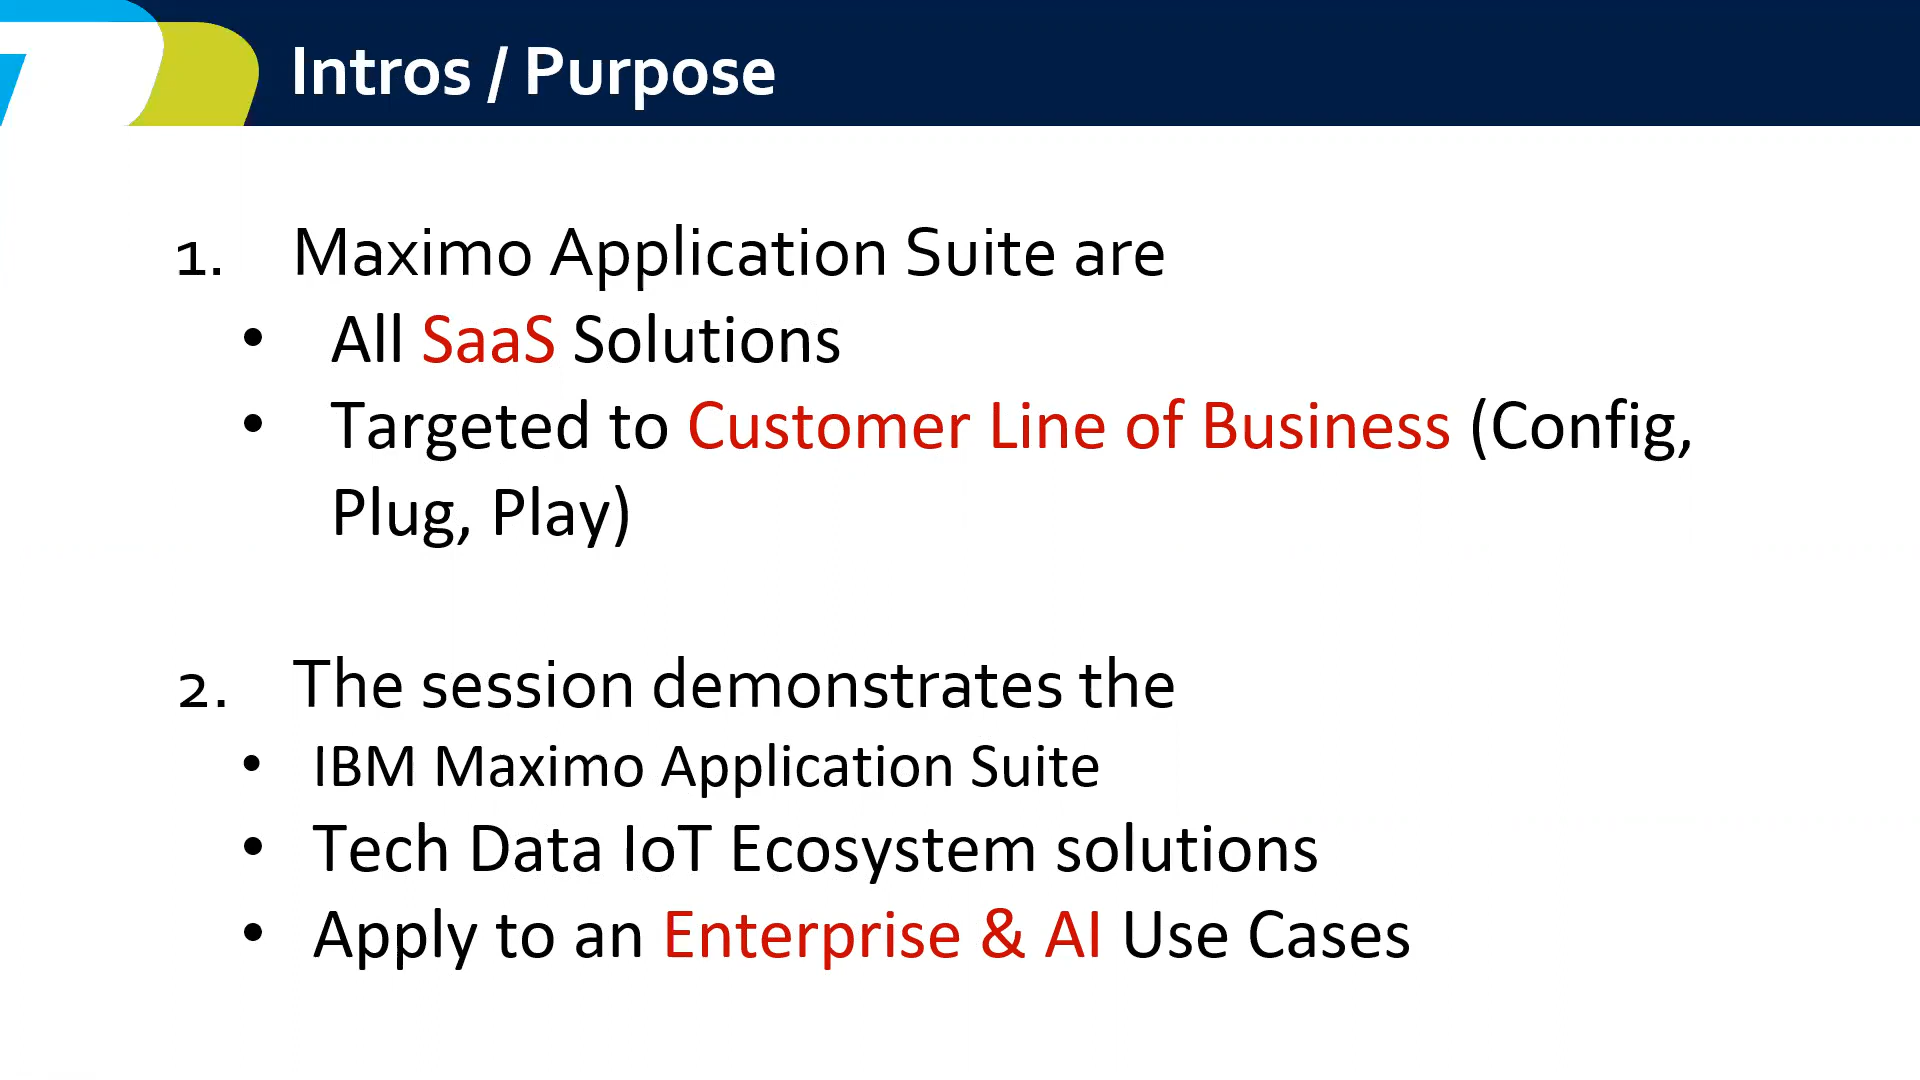 Intros / Purpose
1. Maximo Application Suite are
• All SaaS Solutions
• Targeted to Customer Line of Business (Config,
Plug, Play)
2. The session demonstrates the
• IBM Maximo Application Suite
• Tech Data IoT Ecosystem solutions
• Apply to an Enterprise & AI Use Cases